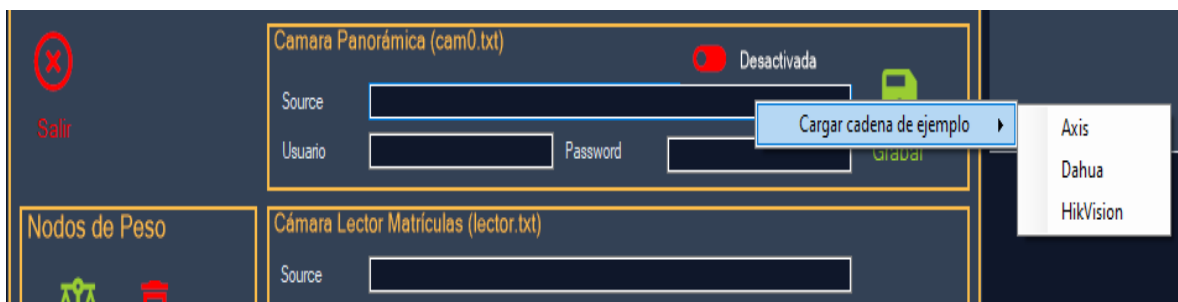 Salir
Camara Panorámica (cam0.txt)
Desactivada
Source
Usuario
Password
Grabar
Cargar cadena de ejemplo
Axis
Dahua
HikVision
Nodos de Peso
Cámara Lector Matrículas (lector.txt)
Source